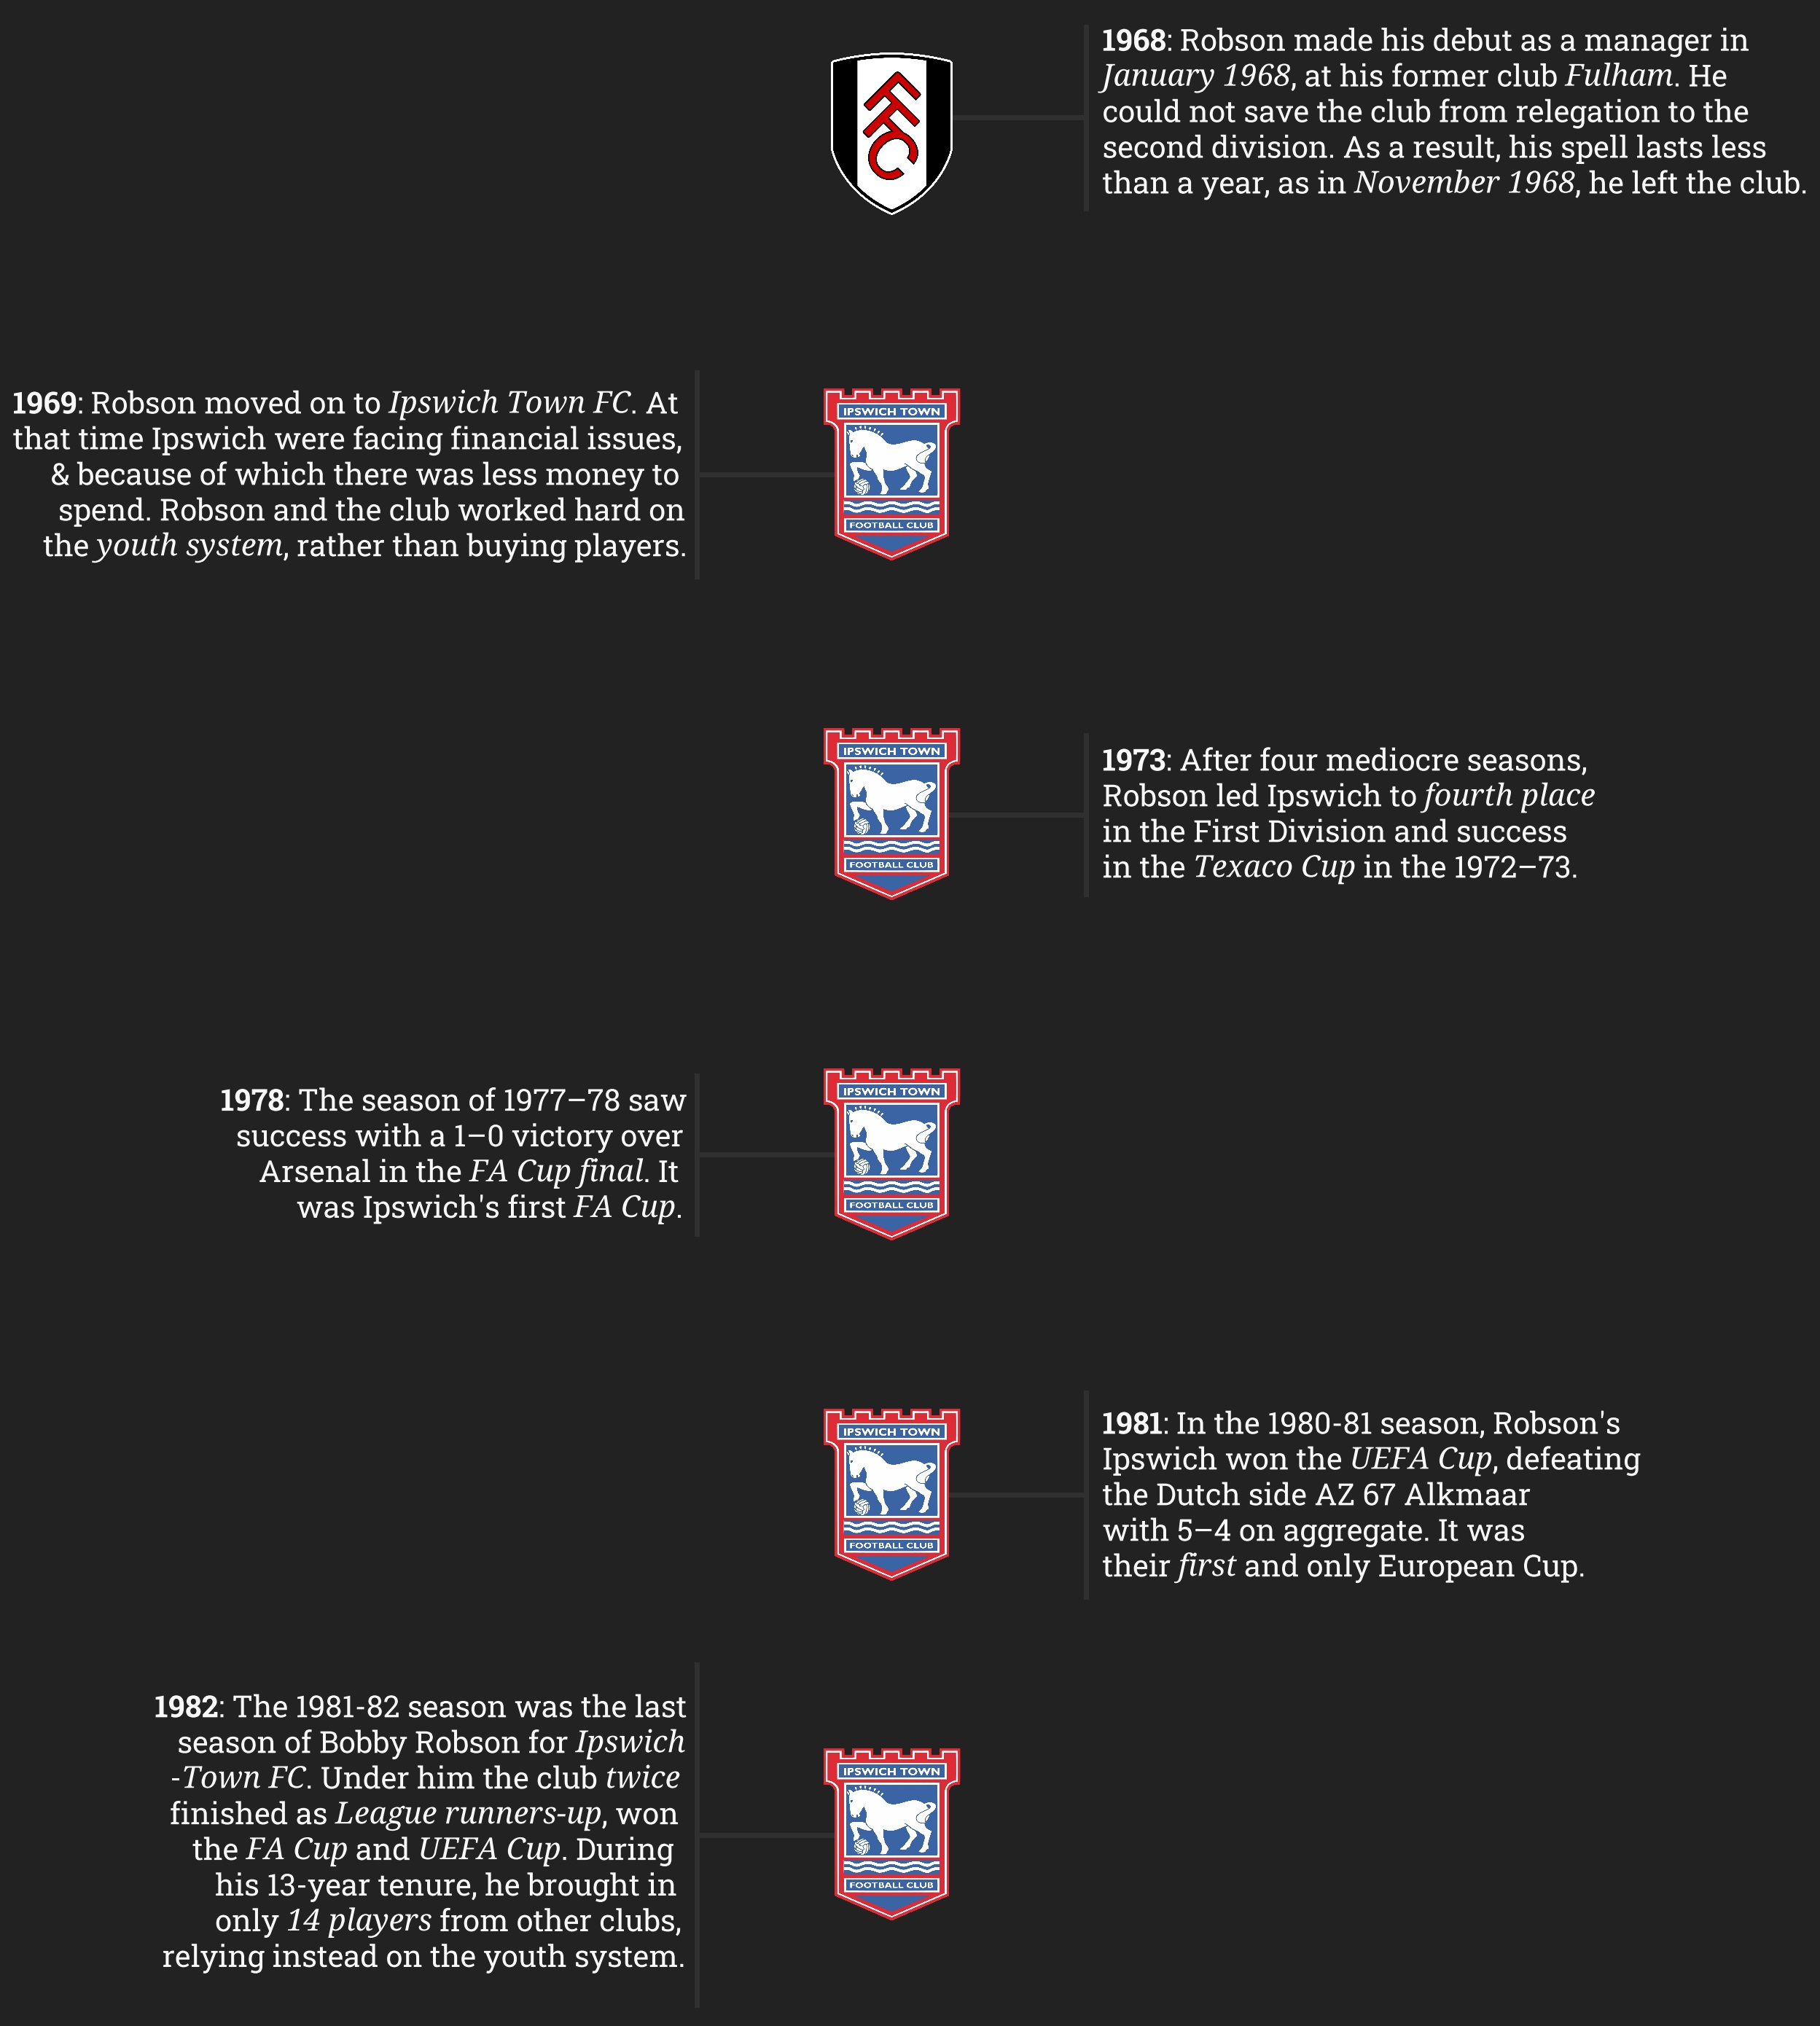 1968: Robson made his debut as a manager in
January 1968, at his former club Fulham. He
could not save the club from relegation to the
second division. As a result, his spell lasts less
than a year, as in November 1968, he left the club.
FFC
1969: Robson moved on to Ipswich Town FC. At
that time Ipswich were facing financial issues,
& because of which there was less money to
spend. Robson and the club worked hard on
the youth system, rather than buying players.
IPSWICH TOWN
FOOTBALL CLUB
IPSWICH TOWN
FOOTBALL CLUB
1973: After four mediocre seasons,
Robson led Ipswich to fourth place
in the First Division and success
in the Texaco Cup in the 1972–73.
1978: The season of 1977–78 saw
success with a 1–0 victory over
Arsenal in the FA Cup final. It
was Ipswich's first FA Cup.
IPSWICH TOWN
FOOTBALL CLUB
IPSWICH TOWN
FOOTBALL CLUB
1981: In the 1980-81 season, Robson's
Ipswich won the UEFA Cup, defeating
the Dutch side AZ 67 Alkmaar
with 5–4 on aggregate. It was
their first and only European Cup.
1982: The 1981-82 season was the last
season of Bobby Robson for Ipswich
-Town FC. Under him the club twice
finished as League runners-up, won
the FA Cup and UEFA Cup. During
his 13-year tenure, he brought in
only 14 players from other clubs,
relying instead on the youth system.
IPSWICH TOWN
FOOTBALL CLUB